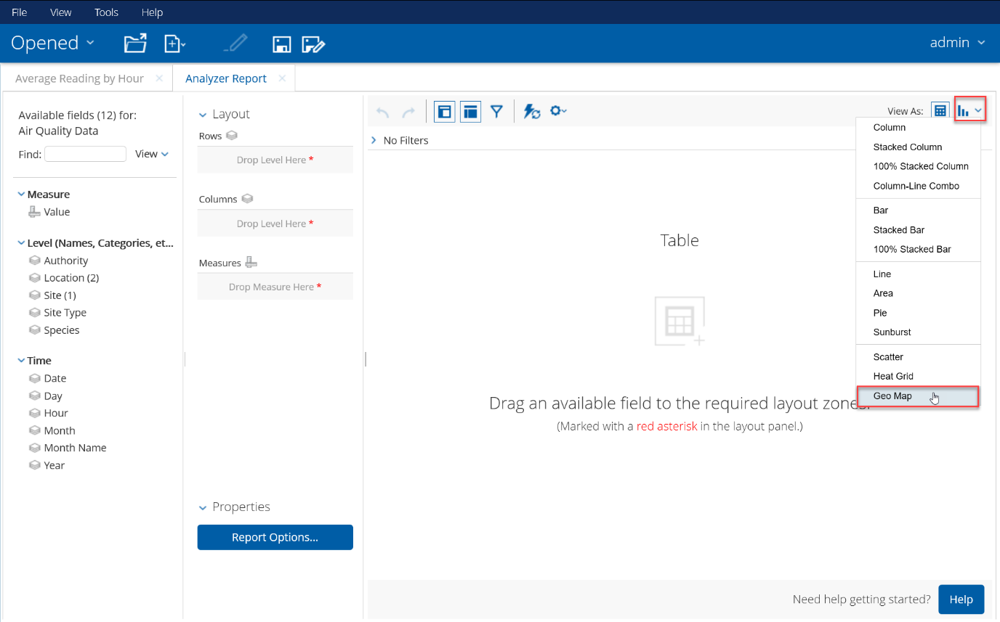 File View Tools Help
Opened admin
Average Reading by Hour Analyzer Report
Available fields (12) for:
Air Quality Data
Find: View
Measure
Value
Level (Names, Categories, et...
Authority
Location (2)
Site (1)
Site Type
Species
Time
Date
Day
Hour
Month
Month Name
Year
Layout
Rows
Drop Level Here *
Columns
Drop Level Here *
Measures
Drop Measure Here *
Properties
Report Options...
View As:
No Filters
Table
Drag an available field to the required layout zones.
(Marked with a red asterisk in the layout panel.)
Column
Stacked Column
100% Stacked Column
Column-Line Combo
Bar
Stacked Bar
100% Stacked Bar
Line
Area
Pie
Sunburst
Scatter
Heat Grid
Geo Map
Need help getting started? Help